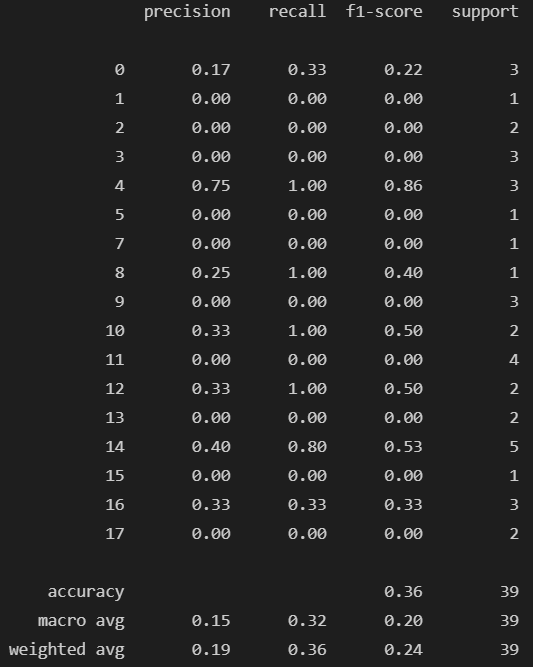 precision recall f1-score support
0 0.17 0.33 0.22 3
1 0.00 0.00 0.00 1
2 0.00 0.00 0.00 2
3 0.00 0.00 0.00 3
4 0.75 1.00 0.86 3
5 0.00 0.00 0.00 1
7 0.00 0.00 0.00 1
8 0.25 1.00 0.40 1
9 0.00 0.00 0.00 3
10 0.33 1.00 0.50 2
11 0.00 0.00 0.00 4
12 0.33 1.00 0.50 2
13 0.00 0.00 0.00 2
14 0.40 0.80 0.53 5
15 0.00 0.00 0.00 1
16 0.33 0.33 0.33 3
17 0.00 0.00 0.00 2
accuracy 0.36 39
macro avg 0.15 0.32 0.20 39
weighted avg 0.19 0.36 0.24 39